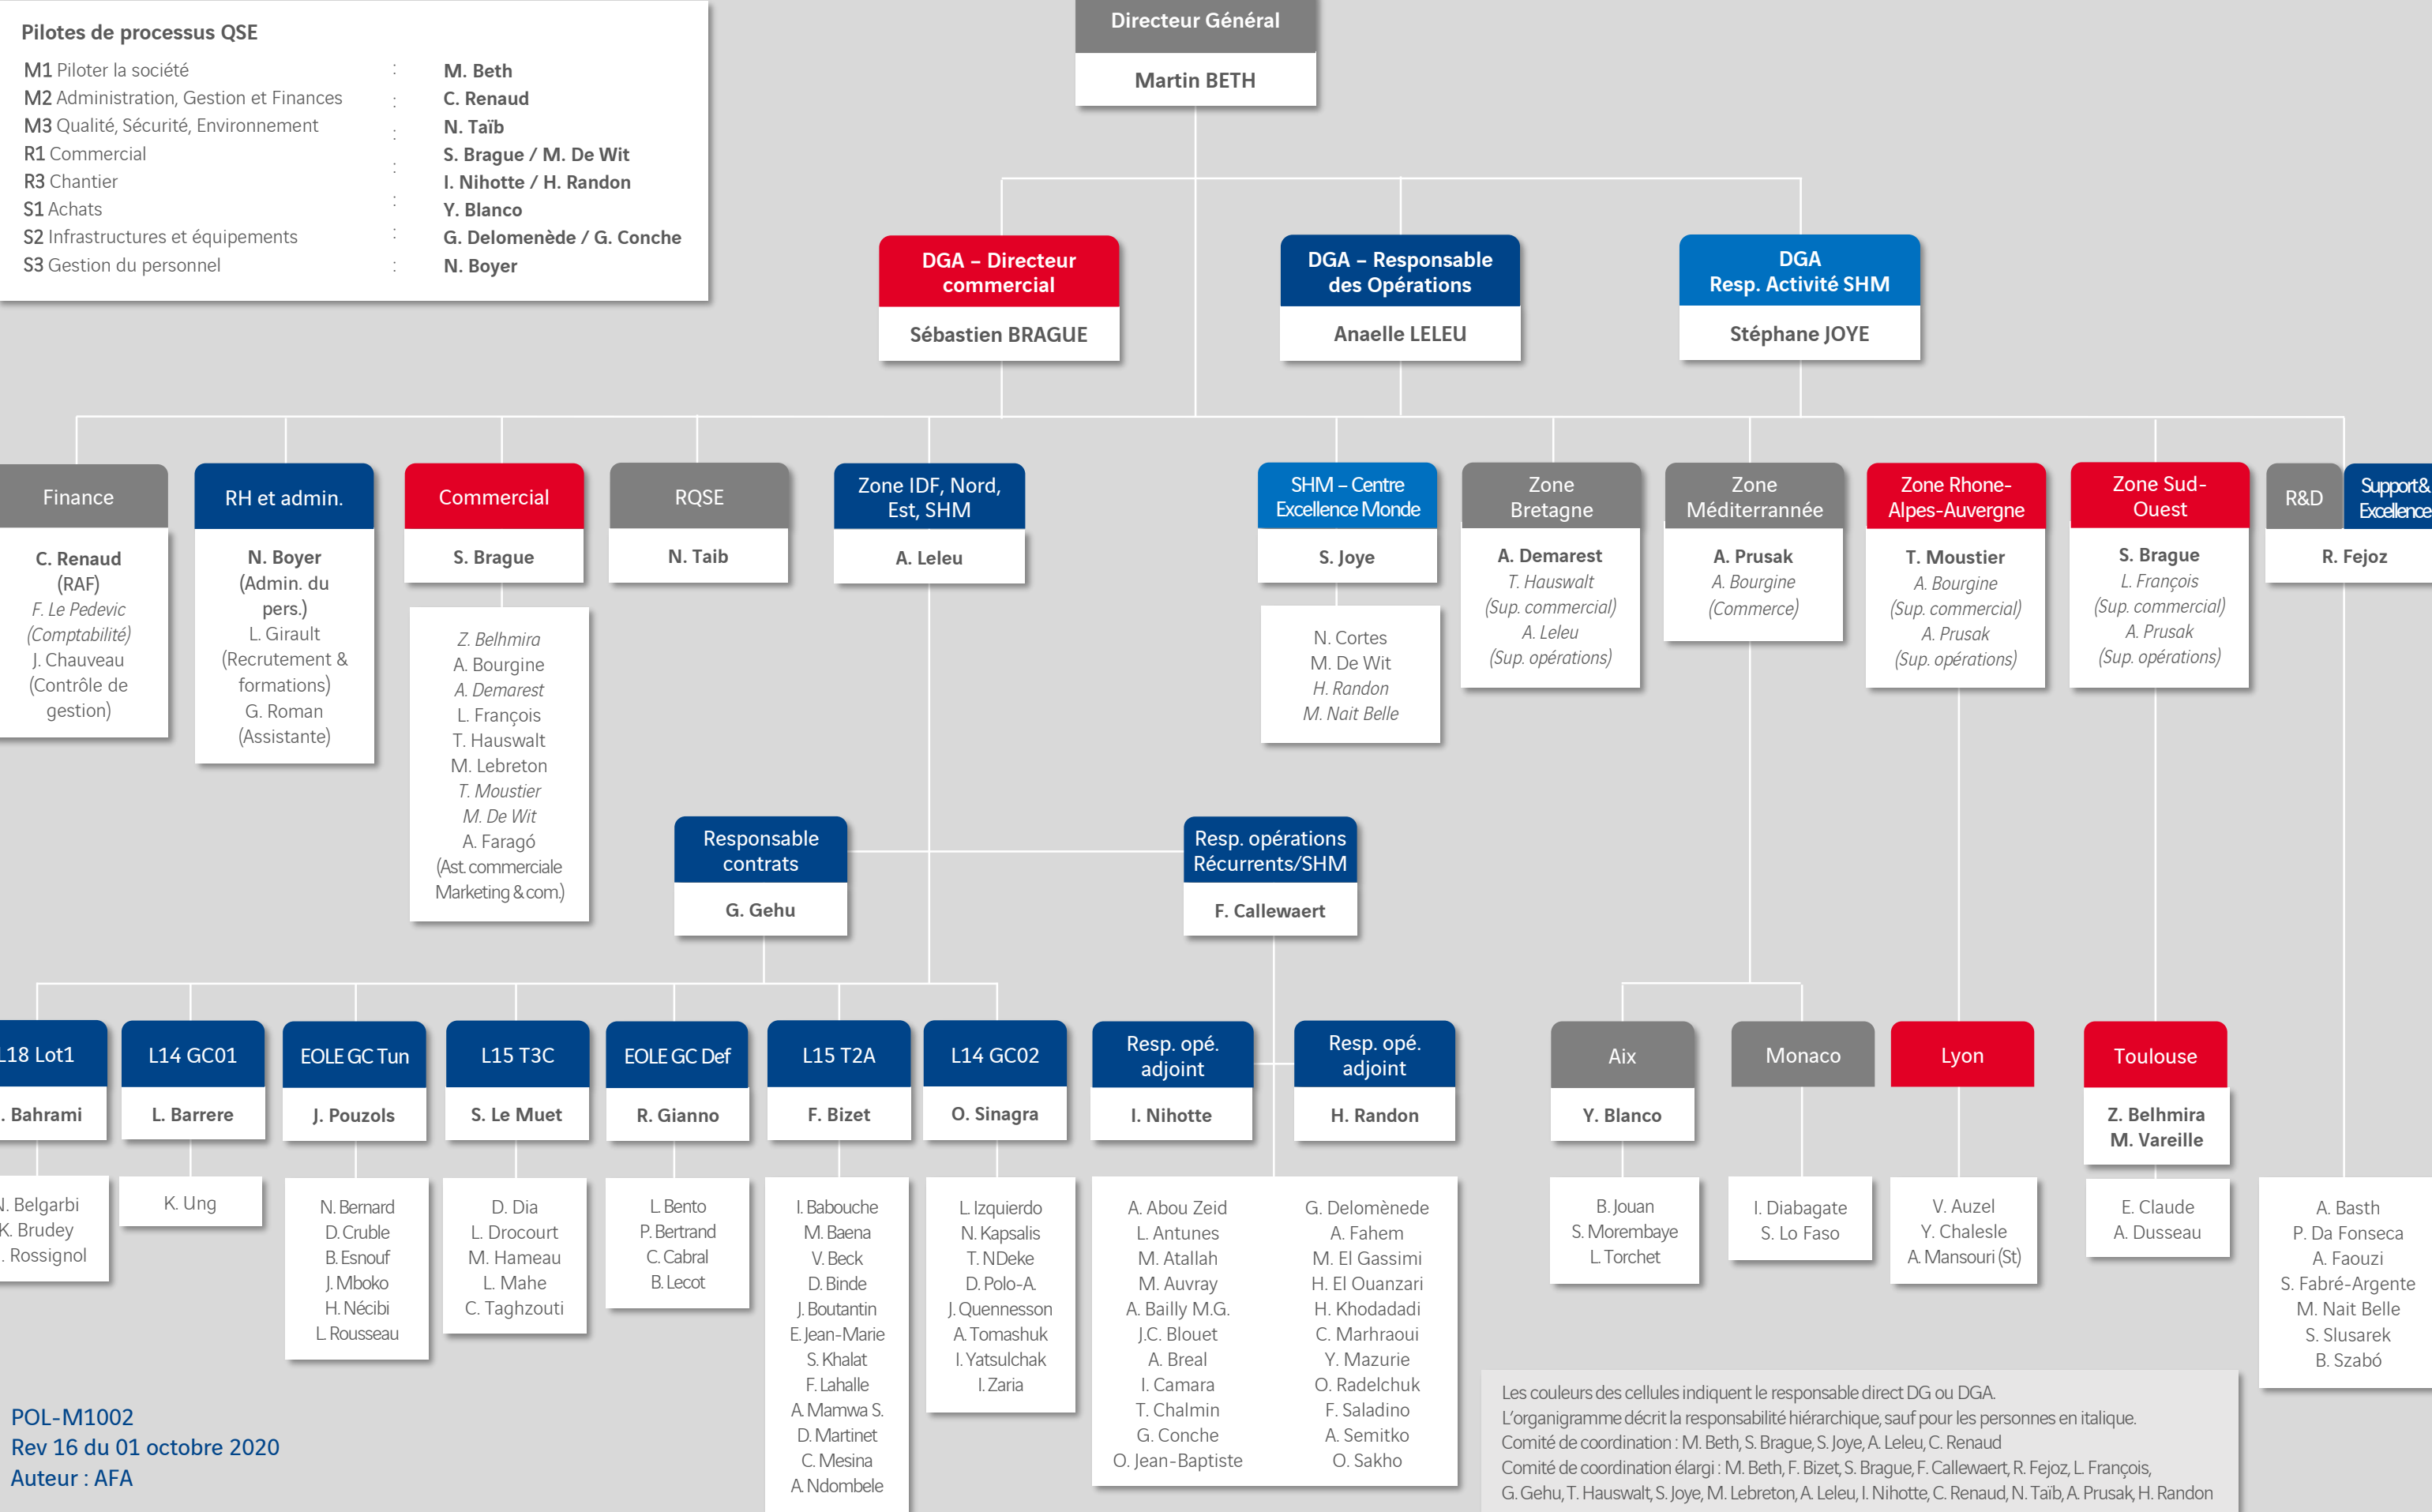 Pilotes de processus QSE
M1 Piloter la société : M. Beth
M2 Administration, Gestion et Finances : C. Renaud
M3 Qualité, Sécurité, Environnement : N. Taïb
R1 Commercial : S. Brague / M. De Wit
R3 Chantier : I. Nihotte / H. Randon
S1 Achats : Y. Blanco
S2 Infrastructures et équipements : G. Delomenède / G. Conche
S3 Gestion du personnel : N. Boyer
Directeur Général
Martin BETH
DGA – Directeur
commercial
Sébastien BRAGUE
DGA – Responsable
des Opérations
Anaelle LELEU
DGA
Resp. Activité SHM
Stéphane JOYE
Finance
C. Renaud
(RAF)
F. Le Pedevic
(Comptabilité)
J. Chauveau
(Contrôle de
gestion)
RH et admin.
N. Boyer
(Admin. du
pers.)
L. Girault
(Recrutement &
formations)
G. Roman
(Assistante)
Commercial
S. Brague
Z. Belhmira
A. Bourgine
A. Demarest
L. François
T. Hauswalt
M. Lebreton
T. Moustier
M. De Wit
A. Faragó
(Ast. commerciale
Marketing & com.)
RQSE
N. Taib
Zone IDF, Nord,
Est, SHM
A. Leleu
SHM – Centre
Excellence Monde
S. Joye
N. Cortes
M. De Wit
H. Randon
M. Nait Belle
Zone
Bretagne
A. Demarest
T. Hauswalt
(Sup. commercial)
A. Leleu
(Sup. opérations)
Zone
Méditerrannée
A. Prusak
A. Bourgine
(Commerce)
Zone Rhone-
Alpes-Auvergne
T. Moustier
A. Bourgine
(Sup. commercial)
A. Prusak
(Sup. opérations)
Zone Sud-
Ouest
S. Brague
L. François
(Sup. commercial)
A. Prusak
(Sup. opérations)
R&D
Support &
Excellence
R. Fejoz
Responsable
contrats
G. Gehu
Resp. opérations
Récurrents/SHM
F. Callewaert
L18 Lot1
. Bahrami
N. Belgarbi
K. Brudey
. Rossignol
L14 GC01
L. Barrere
K. Ung
EOLE GC Tun
J. Pouzols
N. Bernard
D. Cruble
B. Esnouf
J. Mboko
H. Nécibi
L. Rousseau
L15 T3C
S. Le Muet
D. Dia
L. Drocourt
M. Hameau
L. Mahe
C. Taghzouti
EOLE GC Def
R. Gianno
L. Bento
P. Bertrand
C. Cabral
B. Lecot
L15 T2A
F. Bizet
I. Babouche
M. Baena
V. Beck
D. Binde
J. Boutantin
E. Jean-Marie
S. Khalat
F. Lahalle
A. Mamwa S.
D. Martinet
C. Mesina
A. Ndombele
L14 GC02
O. Sinagra
L. Izquierdo
N. Kapsalis
T. NDeke
D. Polo-A.
J. Quennesson
A. Tomashuk
I. Yatsulchak
I. Zaria
Resp. opé.
adjoint
I. Nihotte
Resp. opé.
adjoint
H. Randon
A. Abou Zeid
L. Antunes
M. Atallah
M. Auvray
A. Bailly M.G.
J.C. Blouet
A. Breal
I. Camara
T. Chalmin
G. Conche
O. Jean-Baptiste
G. Delomènede
A. Fahem
M. El Gassimi
H. El Ouanzari
H. Khodadadi
C. Marhraoui
Y. Mazurie
O. Radelchuk
F. Saladino
A. Semitko
O. Sakho
Aix
Y. Blanco
B. Jouan
S. Morembaye
L. Torchet
Monaco
I. Diabagate
S. Lo Faso
Lyon
V. Auzel
Y. Chalesle
A. Mansouri (St)
Toulouse
Z. Belhmira
M. Vareille
E. Claude
A. Dusseau
A. Basth
P. Da Fonseca
A. Faouzi
S. Fabré-Argente
M. Nait Belle
S. Slusarek
B. Szabó
POL-M1002
Rev 16 du 01 octobre 2020
Auteur : AFA
Les couleurs des cellules indiquent le responsable direct DG ou DGA.
L'organigramme décrit la responsabilité hiérarchique, sauf pour les personnes en italique.
Comité de coordination : M. Beth, S. Brague, S. Joye, A. Leleu, C. Renaud
Comité de coordination élargi : M. Beth, F. Bizet, S. Brague, F. Callewaert, R. Fejoz, L. François,
G. Gehu, T. Hauswalt, S. Joye, M. Lebreton, A. Leleu, I. Nihotte, C. Renaud, N. Taïb, A. Prusak, H. Randon